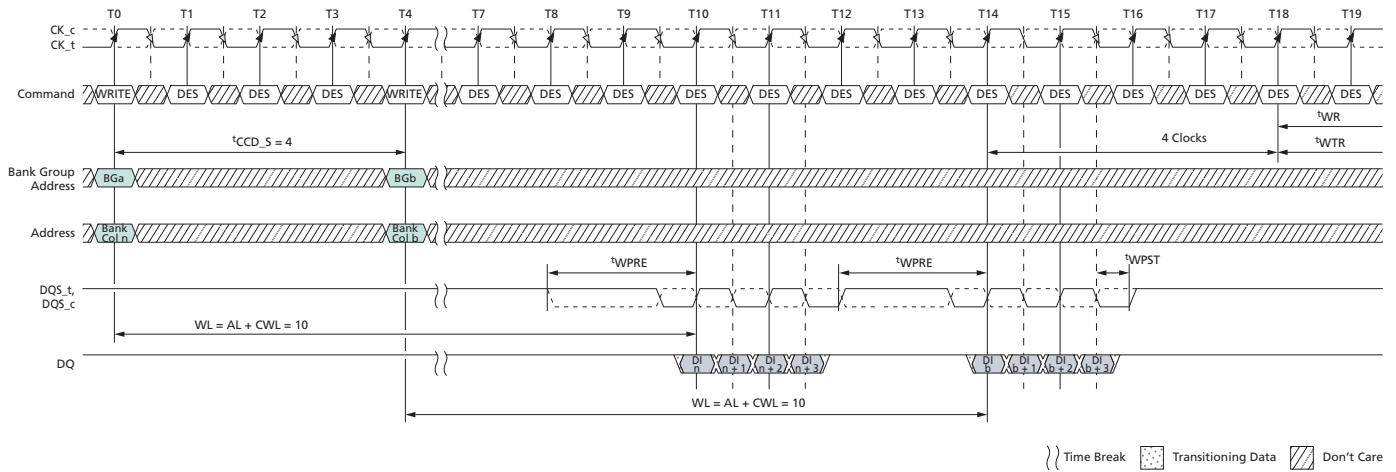 T0 T1 T2 T3 T4 T7 T8 T9 T10 T11 T12 T13 T14 T15 T16 T17 T18 T19
CK_c
CK_t
Command WRITE DES DES DES WRITE DES DES DES DES DES DES DES DES DES DES DES DES DES
tWR
tCCD_S = 4 4 Clocks tWTR
Bank Group
Address BGa BGb
Address Bank
Col n Bank
Col b
tWPRE tWPRE tWPST
DQS_t,
DQS_c
WL = AL + CWL = 10
DQ DI
n DI
n + 1 DI
n + 2 DI
n + 3 DI
b DI
b + 1 DI
b + 2 DI
b + 3
WL = AL + CWL = 10
Time Break Transitioning Data Don't Care